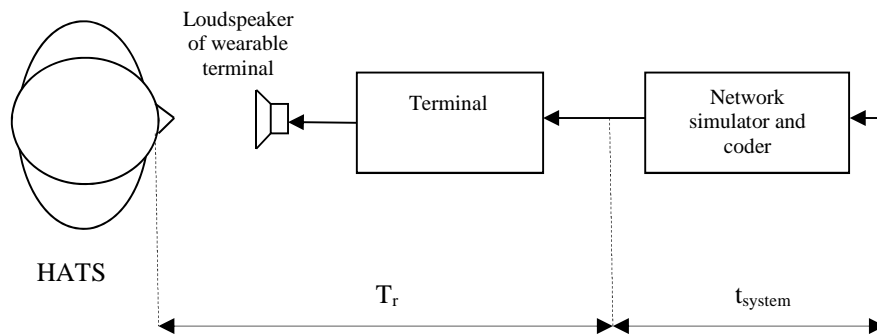 Loudspeaker
of wearable
terminal
Terminal
Network
simulator and
coder
HATS
Tr
tsystem